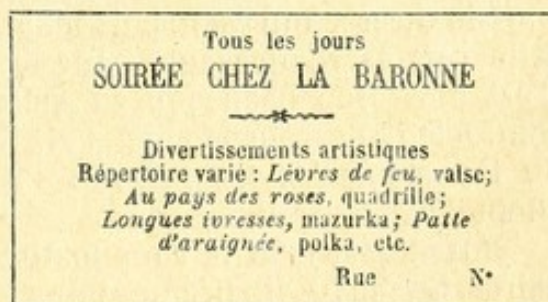 Tous les jours
SOIRÉE CHEZ LA BARONNE
Divertissements artistiques
Répertoire varie : Lèvres de feu, valse;
Au pays des roses, quadrille;
Longues ivresses, mazurka; Patte
d'araignée, polka, etc.
Rue N•